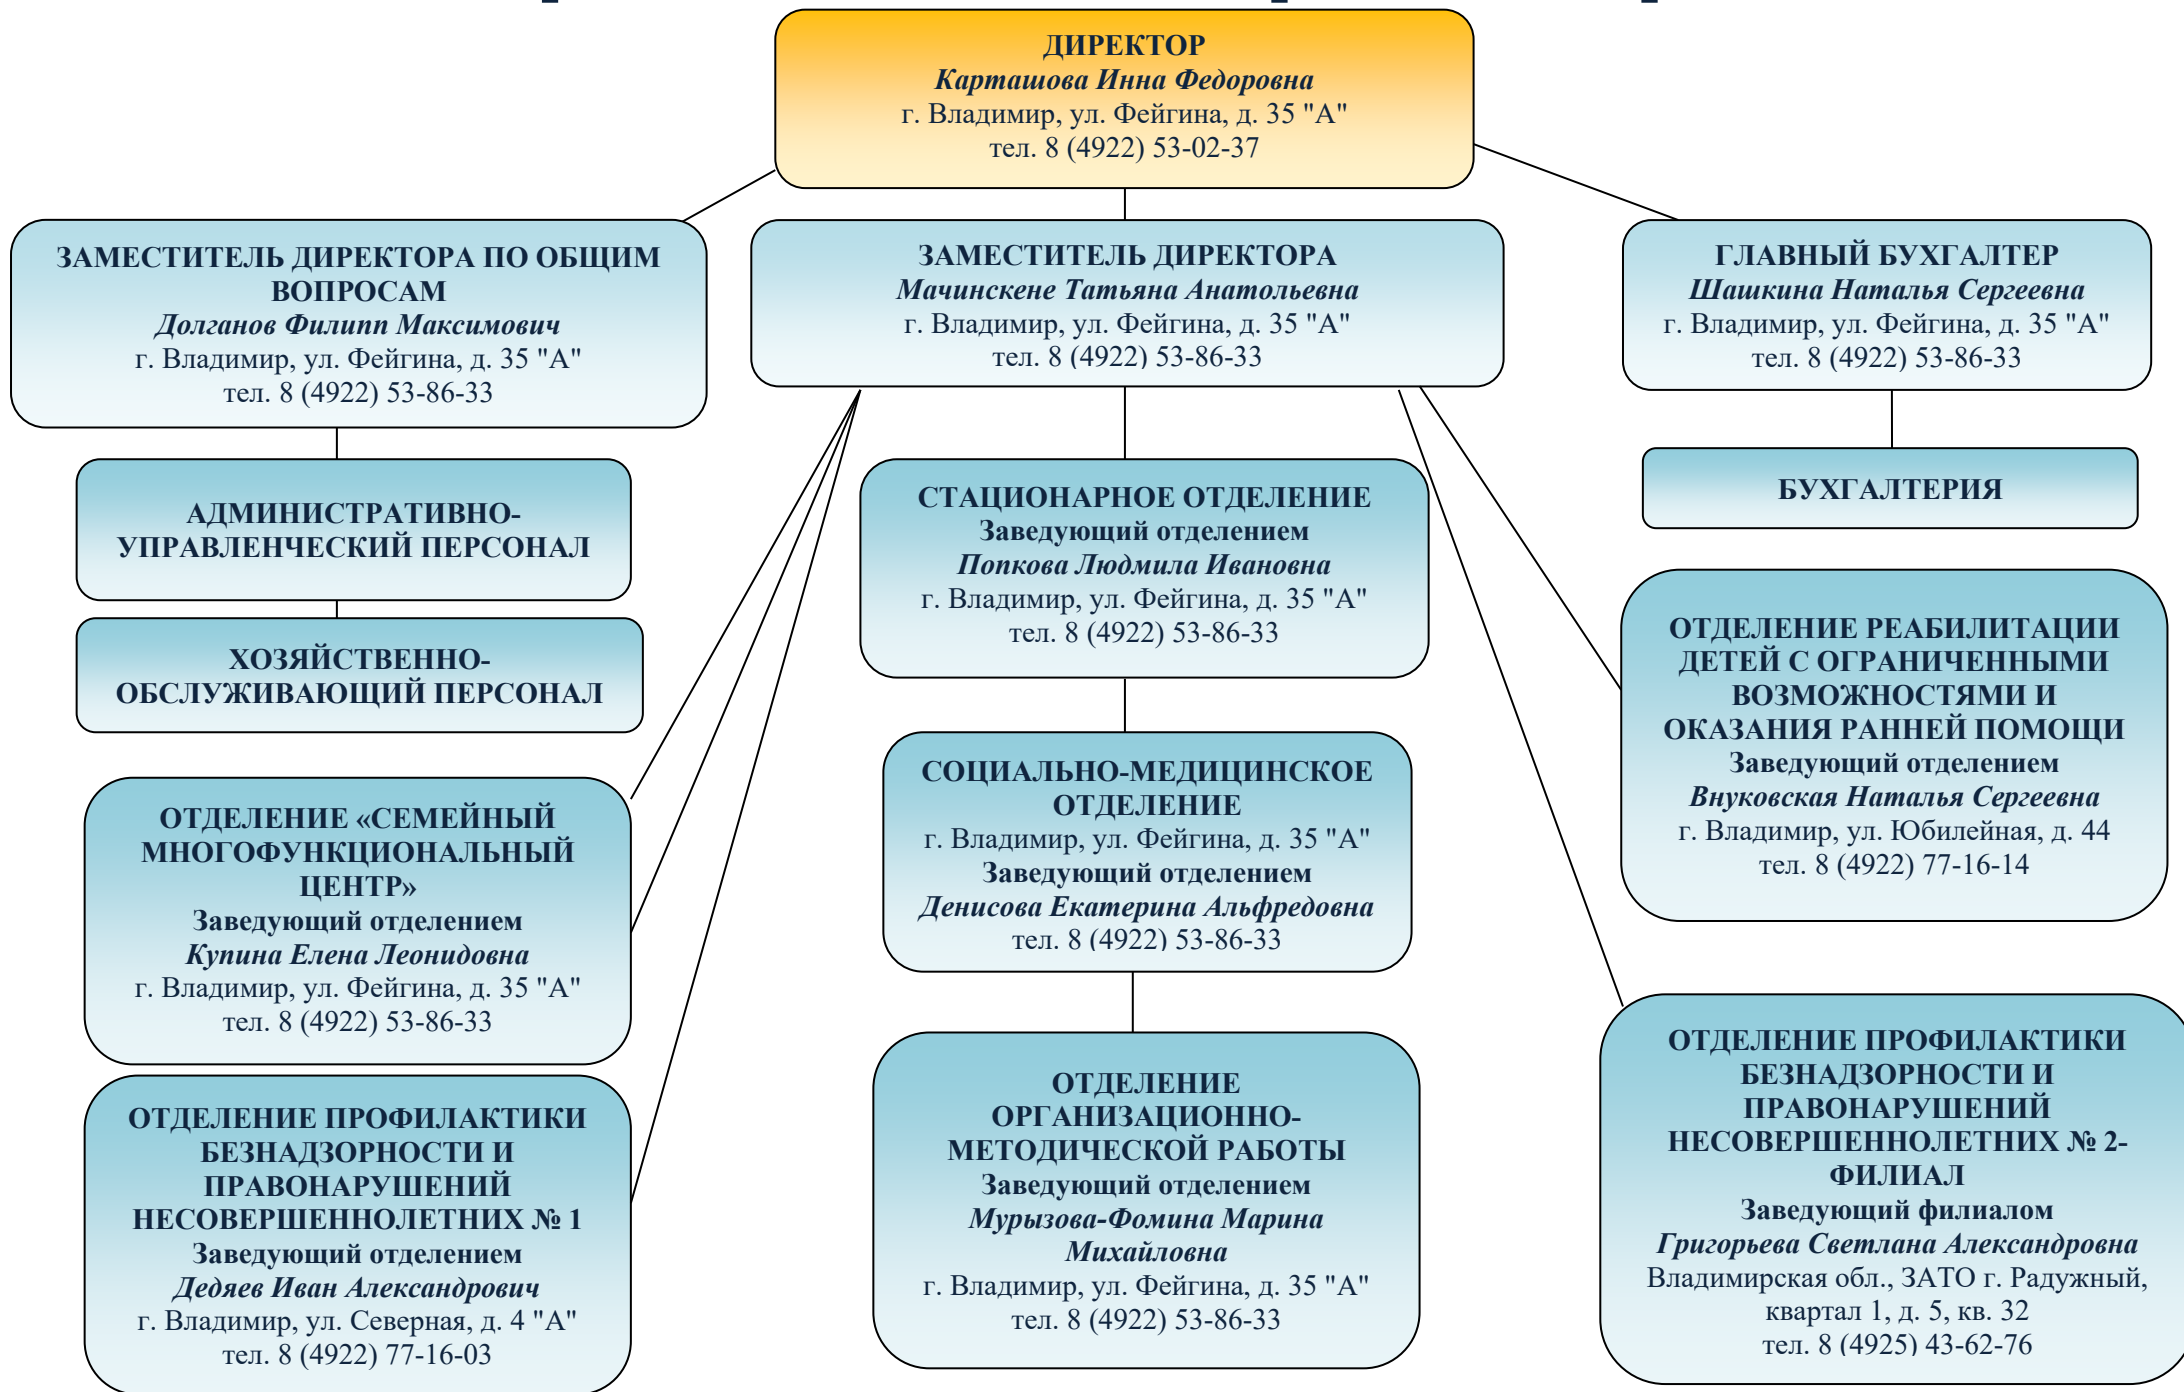 ДИРЕКТОР
Карташова Инна Федоровна
г. Владимир, ул. Фейгина, д. 35 "А"
тел. 8 (4922) 53-02-37
ЗАМЕСТИТЕЛЬ ДИРЕКТОРА ПО ОБЩИМ
ВОПРОСАМ
Долганов Филипп Максимович
г. Владимир, ул. Фейгина, д. 35 "А"
тел. 8 (4922) 53-86-33
ЗАМЕСТИТЕЛЬ ДИРЕКТОРА
Мачинскене Татьяна Анатольевна
г. Владимир, ул. Фейгина, д. 35 "А"
тел. 8 (4922) 53-86-33
ГЛАВНЫЙ БУХГАЛТЕР
Шашкина Наталья Сергеевна
г. Владимир, ул. Фейгина, д. 35 "А"
тел. 8 (4922) 53-86-33
АДМИНИСТРАТИВНО-
УПРАВЛЕНЧЕСКИЙ ПЕРСОНАЛ
ХОЗЯЙСТВЕННО-
ОБСЛУЖИВАЮЩИЙ ПЕРСОНАЛ
СТАЦИОНАРНОЕ ОТДЕЛЕНИЕ
Заведующий отделением
Попкова Людмила Ивановна
г. Владимир, ул. Фейгина, д. 35 "А"
тел. 8 (4922) 53-86-33
БУХГАЛТЕРИЯ
ОТДЕЛЕНИЕ РЕАБИЛИТАЦИИ
ДЕТЕЙ С ОГРАНИЧЕННЫМИ
ВОЗМОЖНОСТЯМИ И
ОКАЗАНИЯ РАННЕЙ ПОМОЩИ
Заведующий отделением
Внуковская Наталья Сергеевна
г. Владимир, ул. Юбилейная, д. 44
тел. 8 (4922) 77-16-14
ОТДЕЛЕНИЕ «СЕМЕЙНЫЙ
МНОГОФУНКЦИОНАЛЬНЫЙ
ЦЕНТР»
Заведующий отделением
Купина Елена Леонидовна
г. Владимир, ул. Фейгина, д. 35 "А"
тел. 8 (4922) 53-86-33
СОЦИАЛЬНО-МЕДИЦИНСКОЕ
ОТДЕЛЕНИЕ
г. Владимир, ул. Фейгина, д. 35 "А"
Заведующий отделением
Денисова Екатерина Альфредовна
тел. 8 (4922) 53-86-33
ОТДЕЛЕНИЕ ПРОФИЛАКТИКИ
БЕЗНАДЗОРНОСТИ И
ПРАВОНАРУШЕНИЙ
НЕСОВЕРШЕННОЛЕТНИХ № 1
Заведующий отделением
Дедяев Иван Александрович
г. Владимир, ул. Северная, д. 4 "А"
тел. 8 (4922) 77-16-03
ОТДЕЛЕНИЕ
ОРГАНИЗАЦИОННО-
МЕТОДИЧЕСКОЙ РАБОТЫ
Заведующий отделением
Мурызова-Фомина Марина
Михайловна
г. Владимир, ул. Фейгина, д. 35 "А"
тел. 8 (4922) 53-86-33
ОТДЕЛЕНИЕ ПРОФИЛАКТИКИ
БЕЗНАДЗОРНОСТИ И
ПРАВОНАРУШЕНИЙ
НЕСОВЕРШЕННОЛЕТНИХ № 2-
ФИЛИАЛ
Заведующий филиалом
Григорьева Светлана Александровна
Владимирская обл., ЗАТО г. Радужный,
квартал 1, д. 5, кв. 32
тел. 8 (4925) 43-62-76